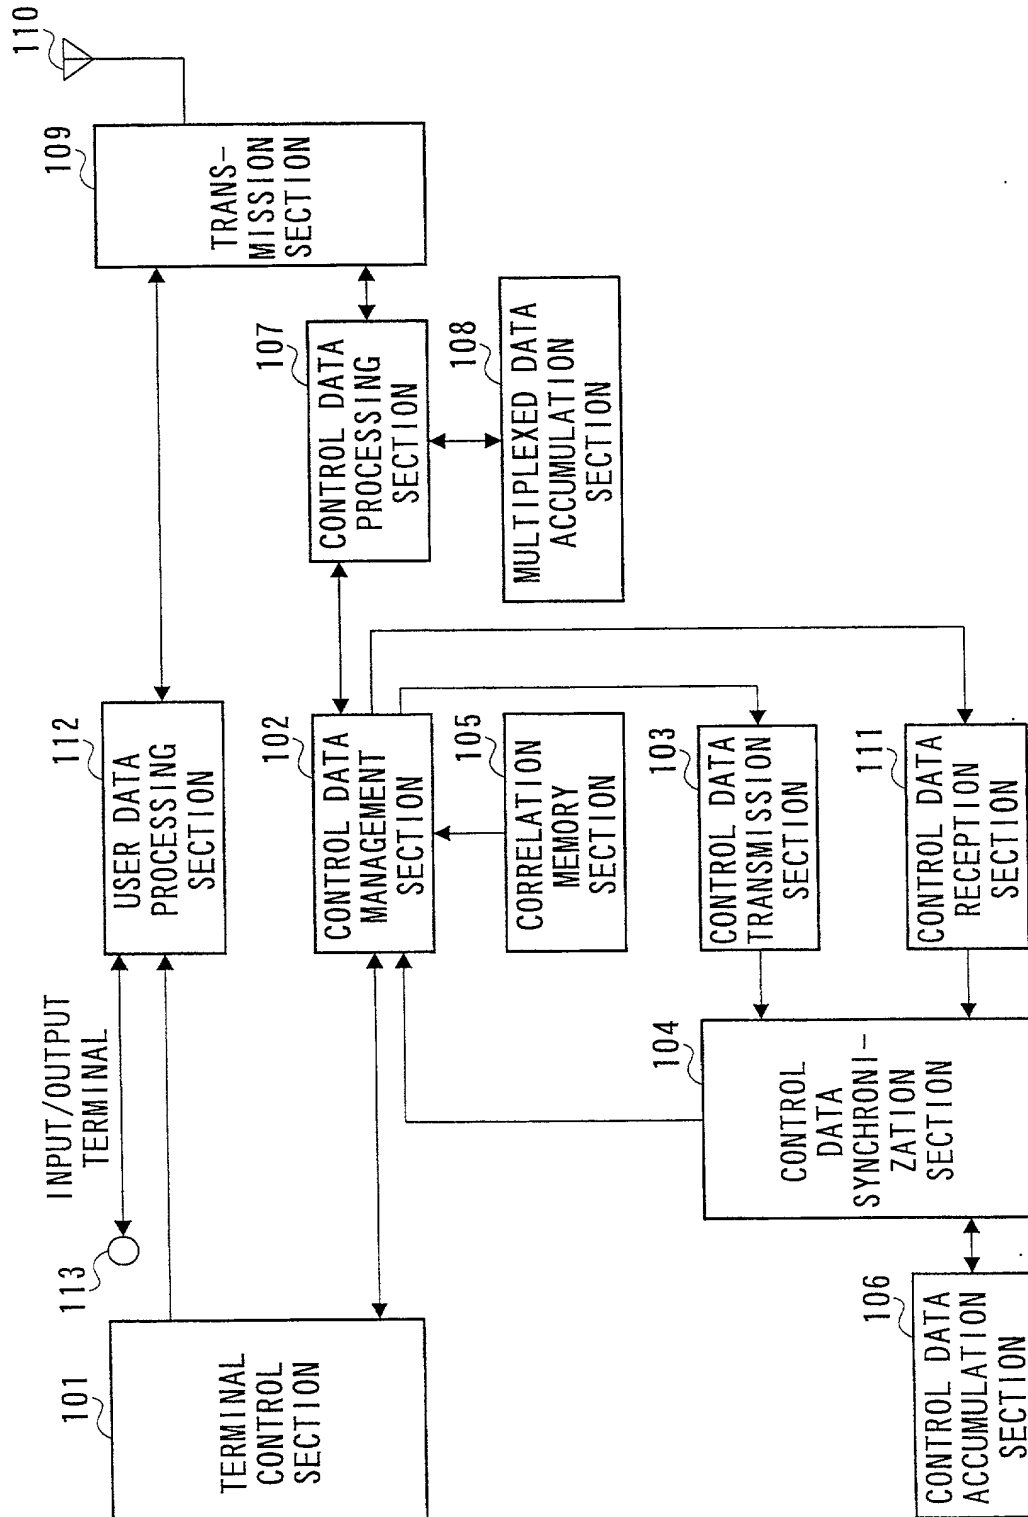 101
TERMINAL
CONTROL
SECTION
113
INPUT/OUTPUT
TERMINAL
112
USER DATA
PROCESSING
SECTION
109
TRANS-
MISSION
SECTION
110
102
CONTROL DATA
MANAGEMENT
SECTION
107
CONTROL DATA
PROCESSING
SECTION
105
CORRELATION
MEMORY
SECTION
108
MULTIPLEXED DATA
ACCUMULATION
SECTION
106
CONTROL DATA
ACCUMULATION
SECTION
104
CONTROL
DATA
SYNCHRONI-
ZATION
SECTION
103
CONTROL DATA
TRANSMISSION
SECTION
111
CONTROL DATA
RECEPTION
SECTION